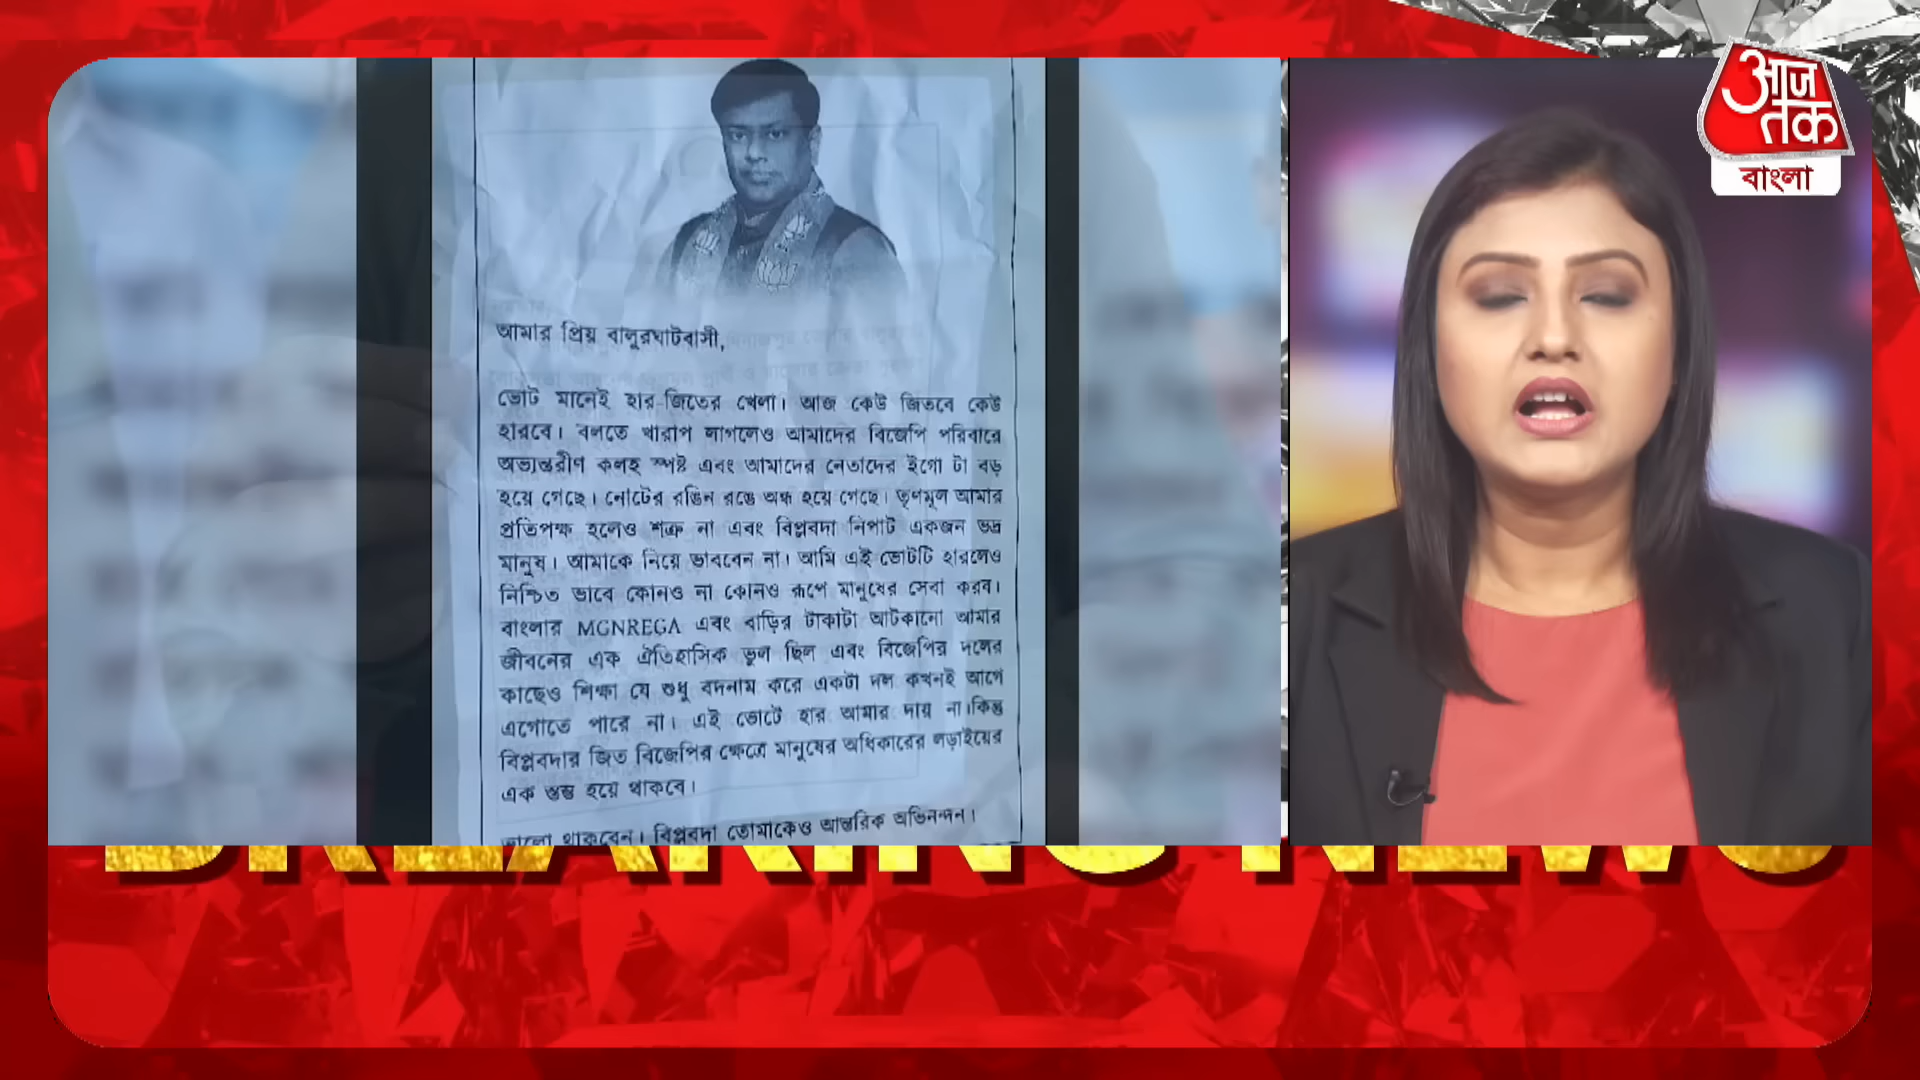 आज
तक
বাংলা
আমার প্রিয় বালুরঘাটবাসী,
ভোট মানেই হার-জিতের খেলা। আজ কেউ জিতবে কেউ
হারবে। বলতে খারাপ লাগলেও আমাদের বিজেপি পরিবারে
অভ্যন্তরীণ কলহ স্পষ্ট এবং আমাদের নেতাদের ইগো টা বড়
হয়ে গেছে। নোটের রঙিন রঙে অন্ধ হয়ে গেছে। তৃণমূল আমার
প্রতিপক্ষ হলেও শত্রু না এবং বিপ্লবদা নিপাট একজন ভদ্র
মানুষ। আমাকে নিয়ে ভাববেন না। আমি এই ভোটটি হারলেও
নিশ্চিত ভাবে কোনও না কোনও রূপে মানুষের সেবা করব।
বাংলার MGNREGA এবং বাড়ির টাকাটা আটকানো আমার
জীবনের এক ঐতিহাসিক ভুল ছিল এবং বিজেপির দলের
কাছেও শিক্ষা যে শুধু বদনাম করে একটা দল কখনই আগে
এগোতে পারে না। এই ভোটে হার আমার দায় না।কিন্তু
বিপ্লবদার জিত বিজেপির ক্ষেত্রে মানুষের অধিকারের লড়াইয়ের
এক স্তম্ভ হয়ে থাকবে।
ভালো থাকবেন। বিপ্লবদা তোমাকেও আন্তরিক অভিনন্দন।
BREAKING NEWS